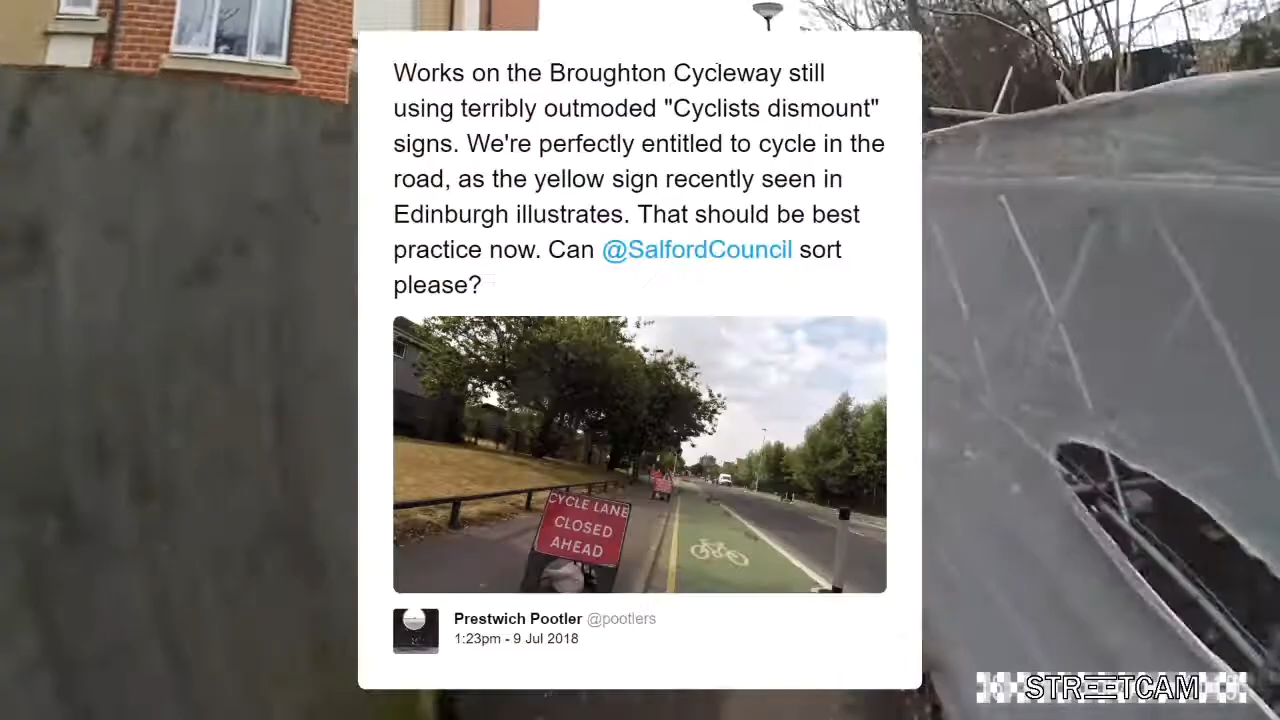 Works on the Broughton Cycleway still
using terribly outmoded "Cyclists dismount"
signs. We're perfectly entitled to cycle in the
road, as the yellow sign recently seen in
Edinburgh illustrates. That should be best
practice now. Can @SalfordCouncil sort
please?
CYCLE LANE
CLOSED
AHEAD
Prestwich Pootler @pootlers
1:23pm - 9 Jul 2018
STREETCAM